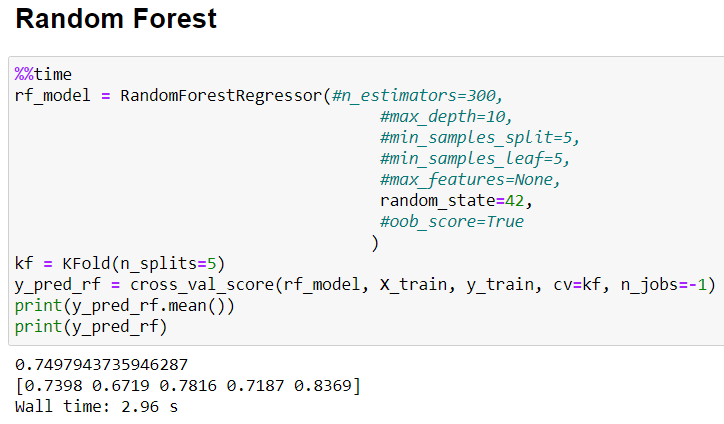 Random Forest
%%time
rf_model = RandomForestRegressor(#n_estimators=300,
#max_depth=10,
#min_samples_split=5,
#min_samples_leaf=5,
#max_features=None,
random_state=42,
#oob_score=True
)
kf = KFold(n_splits=5)
y_pred_rf = cross_val_score(rf_model, X_train, y_train, cv=kf, n_jobs=-1)
print(y_pred_rf.mean())
print(y_pred_rf)
0.7497943735946287
[0.7398 0.6719 0.7816 0.7187 0.8369]
Wall time: 2.96 s